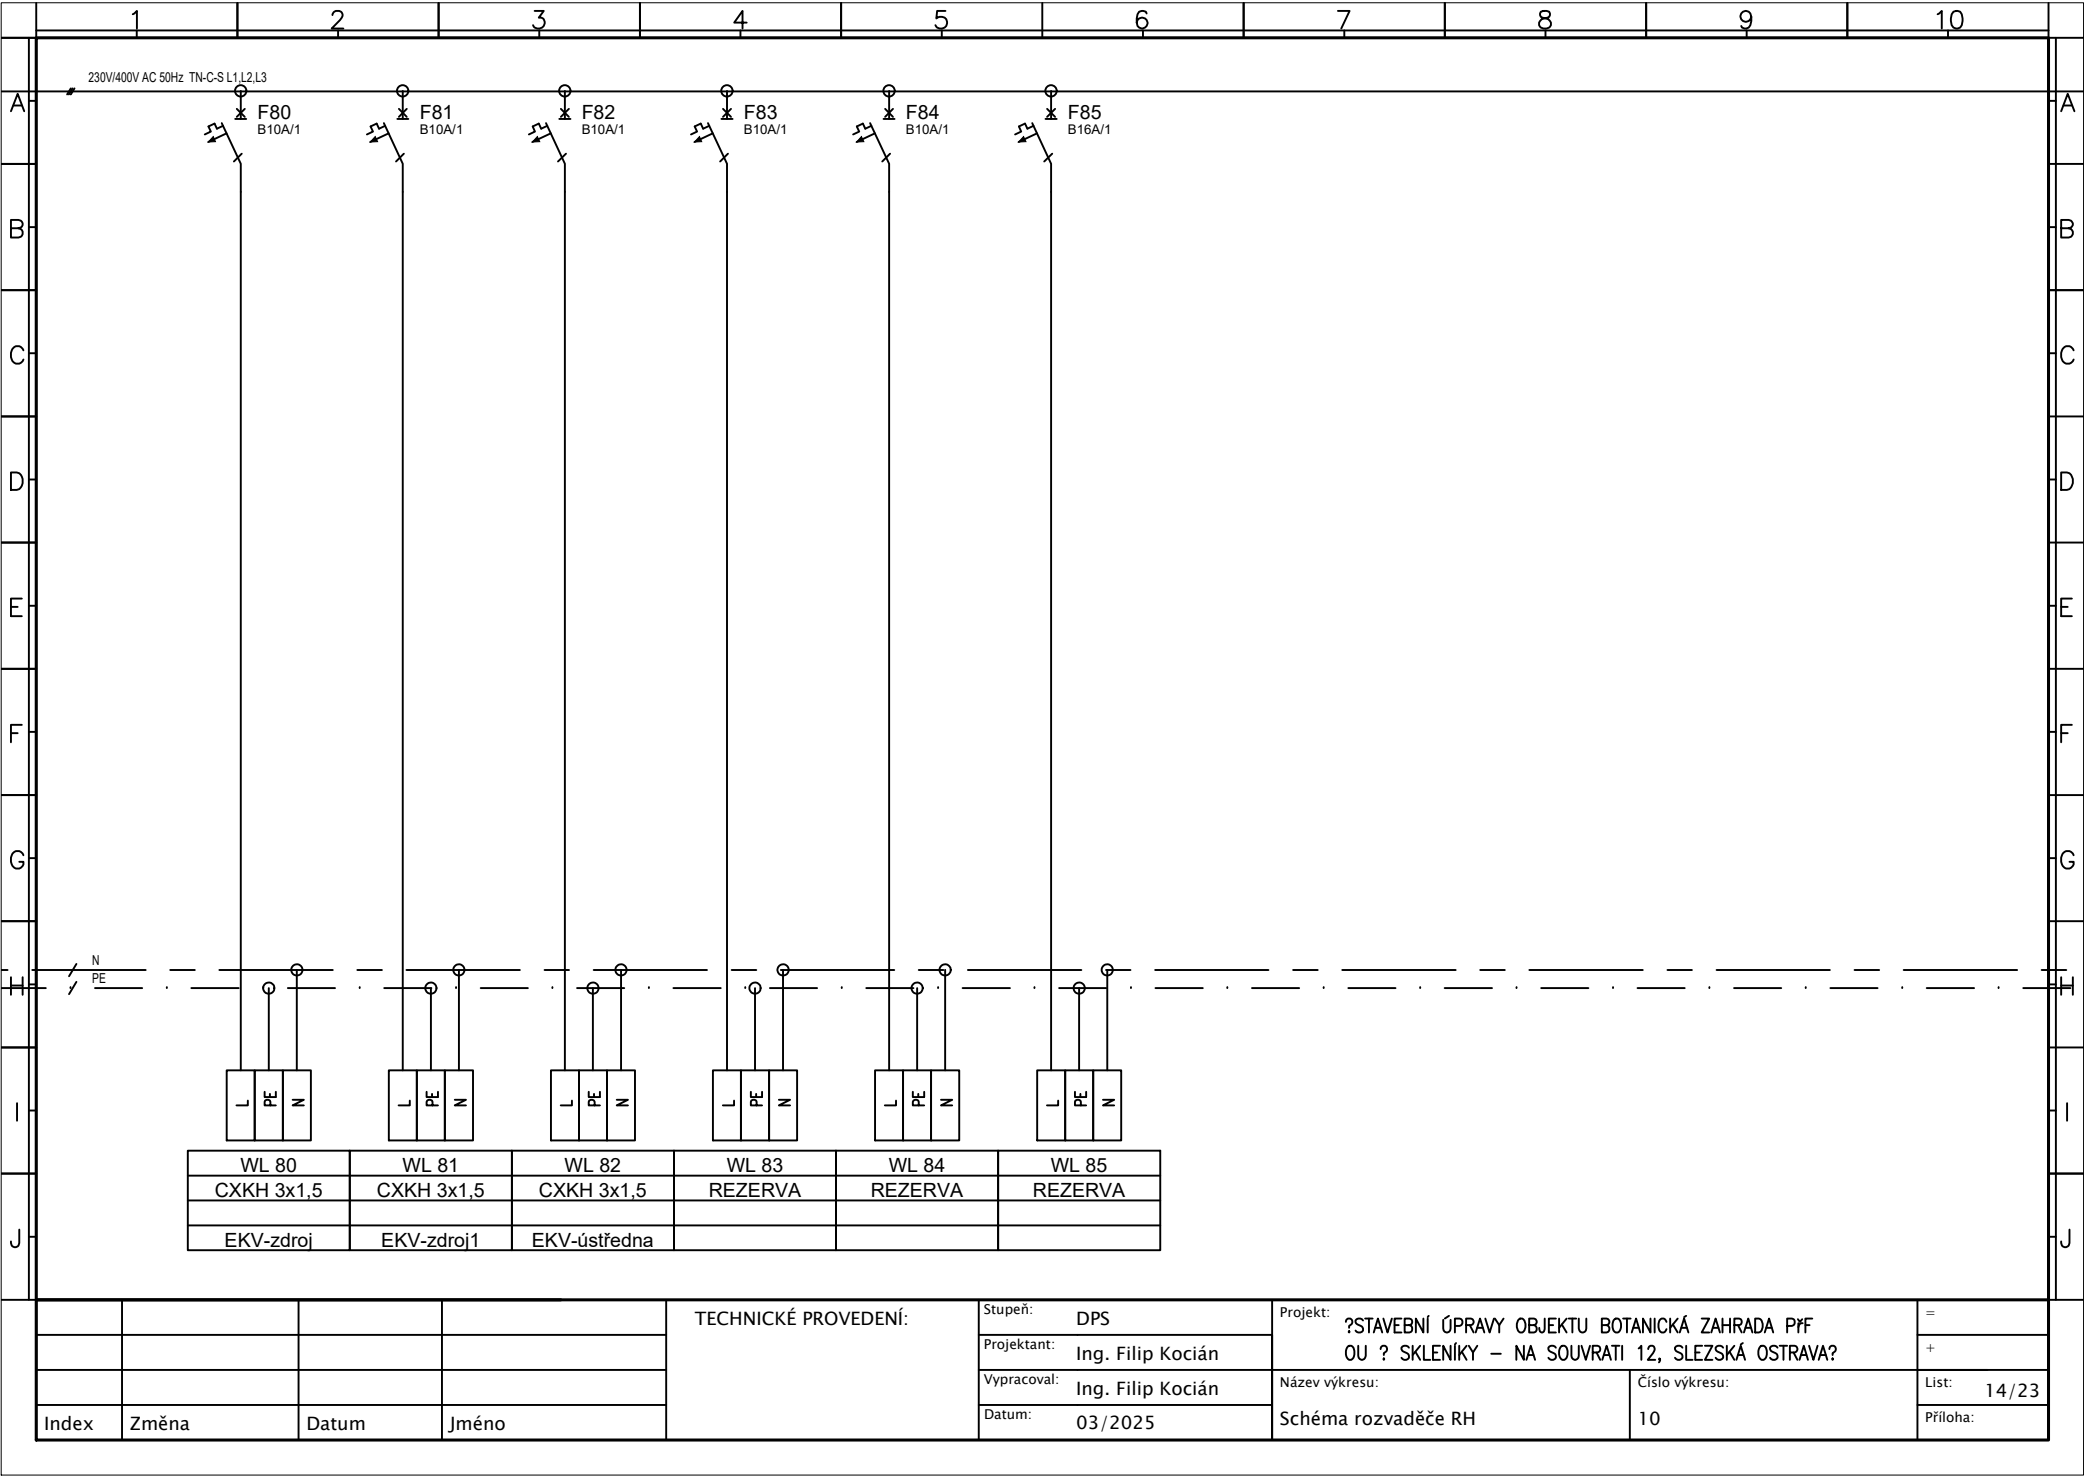 1 2 3 4 5 6 7 8 9 10
230V/400V AC 50Hz TN-C-S L1,L2,L3
A A
F80 F81 F82 F83 F84 F85
B10A/1 B10A/1 B10A/1 B10A/1 B10A/1 B16A/1
B B
C C
D D
E E
F F
G G
N
PE
H H
L PE N L PE N L PE N L PE N L PE N L PE N
I I
WL 80 WL 81 WL 82 WL 83 WL 84 WL 85
CXKH 3x1,5 CXKH 3x1,5 CXKH 3x1,5 REZERVA REZERVA REZERVA
EKV-zdroj EKV-zdroj1 EKV-ústředna
J J
TECHNICKÉ PROVEDENÍ:
Stupeň: DPS
Projektant: Ing. Filip Kocián
Vypracoval: Ing. Filip Kocián
Datum: 03/2025
Projekt: ?STAVEBNÍ ÚPRAVY OBJEKTU BOTANICKÁ ZAHRADA PřF
OU ? SKLENÍKY – NA SOUVRATI 12, SLEZSKÁ OSTRAVA?
Název výkresu:
Schéma rozvaděče RH
Číslo výkresu:
10
=
+
List: 14/23
Příloha:
Index Změna Datum Jméno